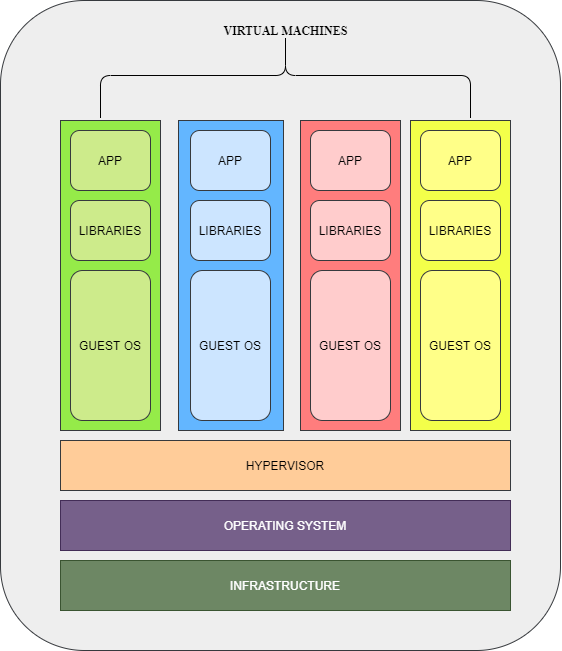 VIRTUAL MACHINES
APP
APP
APP
APP
LIBRARIES
LIBRARIES
LIBRARIES
LIBRARIES
GUEST OS
GUEST OS
GUEST OS
GUEST OS
HYPERVISOR
OPERATING SYSTEM
INFRASTRUCTURE